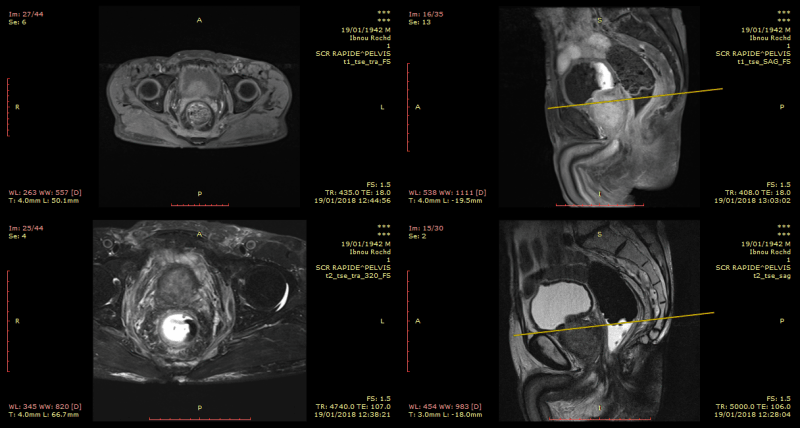 Im: 27/44
Se: 6
A
***
***
19/01/1942 M
Ibnou Rochd
1
SCR RAPIDE^PELVIS
t1_tse_tra_FS
R
L
WL: 263 WW: 557 [D]
T: 4.0mm L: 50.1mm
P
FS: 1.5
TR: 435.0 TE: 18.0
19/01/2018 12:44:56
Im: 16/35
Se: 13
S
***
***
19/01/1942 M
Ibnou Rochd
1
SCR RAPIDE^PELVIS
t1_tse_SAG_FS
A
P
WL: 538 WW: 1111 [D]
T: 4.0mm L: -19.5mm
I
FS: 1.5
TR: 408.0 TE: 18.0
19/01/2018 13:03:02
Im: 25/44
Se: 4
A
***
***
19/01/1942 M
Ibnou Rochd
1
SCR RAPIDE^PELVIS
t2_tse_tra_320_FS
R
L
WL: 345 WW: 820 [D]
T: 4.0mm L: 66.7mm
P
FS: 1.5
TR: 4740.0 TE: 107.0
19/01/2018 12:38:21
Im: 15/30
Se: 2
S
***
***
19/01/1942 M
Ibnou Rochd
1
SCR RAPIDE^PELVIS
t2_tse_sag
A
P
WL: 454 WW: 983 [D]
T: 3.0mm L: -18.0mm
I
FS: 1.5
TR: 5000.0 TE: 106.0
19/01/2018 12:28:04